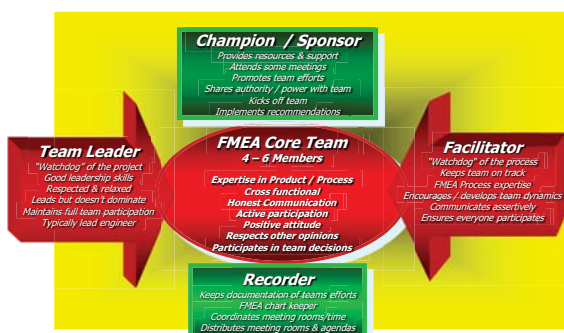 Champion / Sponsor
Provides resources & support
Attends some meetings
Promotes team efforts
Shares authority / power with team
Kicks off team
Implements recommendations
Team Leader
"Watchdog" of the project
Good leadership skills
Respected & relaxed
Leads but doesn't dominate
Maintains full team participation
Typically lead engineer
FMEA Core Team
4 – 6 Members
Expertise in Product / Process
Cross functional
Honest Communication
Active participation
Positive attitude
Respects other opinions
Participates in team decisions
Facilitator
"Watchdog" of the process
Keeps team on track
FMEA Process expertise
Encourages / develops team dynamics
Communicates assertively
Ensures everyone participates
Recorder
Keeps documentation of teams efforts
FMEA chart keeper
Coordinates meeting rooms/time
Distributes meeting rooms & agendas